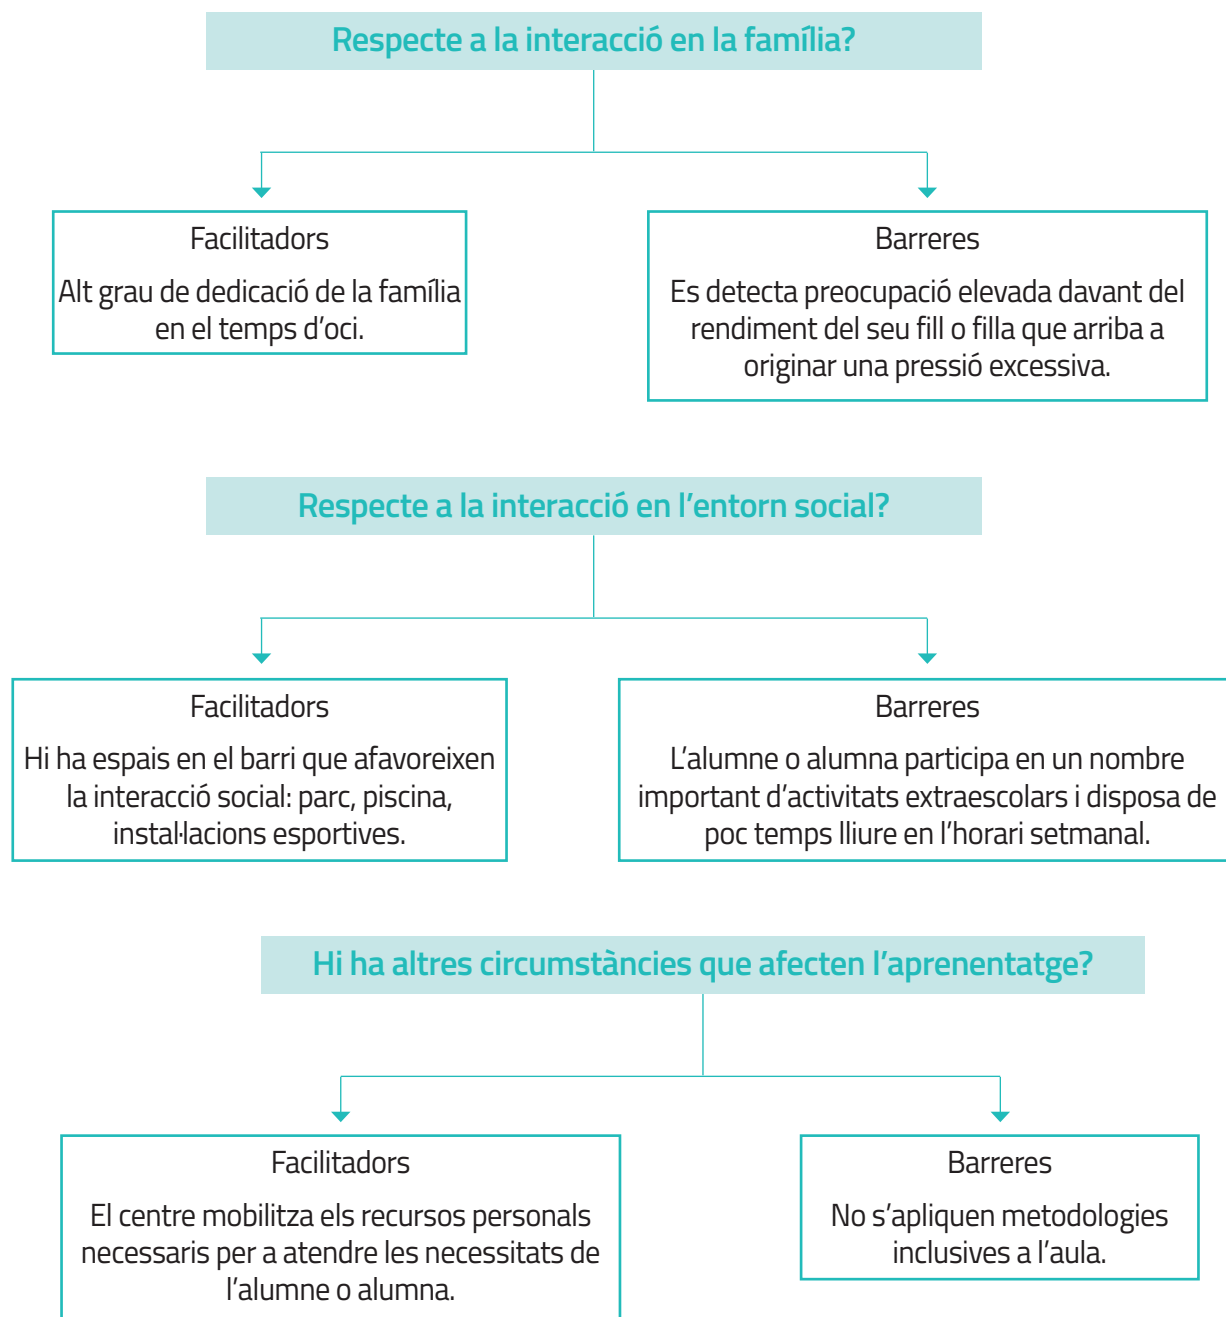 Respecte a la interacció en la família?
Facilitadors
Alt grau de dedicació de la família
en el temps d’oci.
Barreres
Es detecta preocupació elevada davant del
rendiment del seu fill o filla que arriba a
originar una pressió excessiva.
Respecte a la interacció en l’entorn social?
Facilitadors
Hi ha espais en el barri que afavoreixen
la interacció social: parc, piscina,
instal·lacions esportives.
Barreres
L’alumne o alumna participa en un nombre
important d’activitats extraescolars i disposa de
poc temps lliure en l’horari setmanal.
Hi ha altres circumstàncies que afecten l’aprenentatge?
Facilitadors
El centre mobilitza els recursos personals
necessaris per a atendre les necessitats de
l’alumne o alumna.
Barreres
No s’apliquen metodologies
inclusives a l’aula.